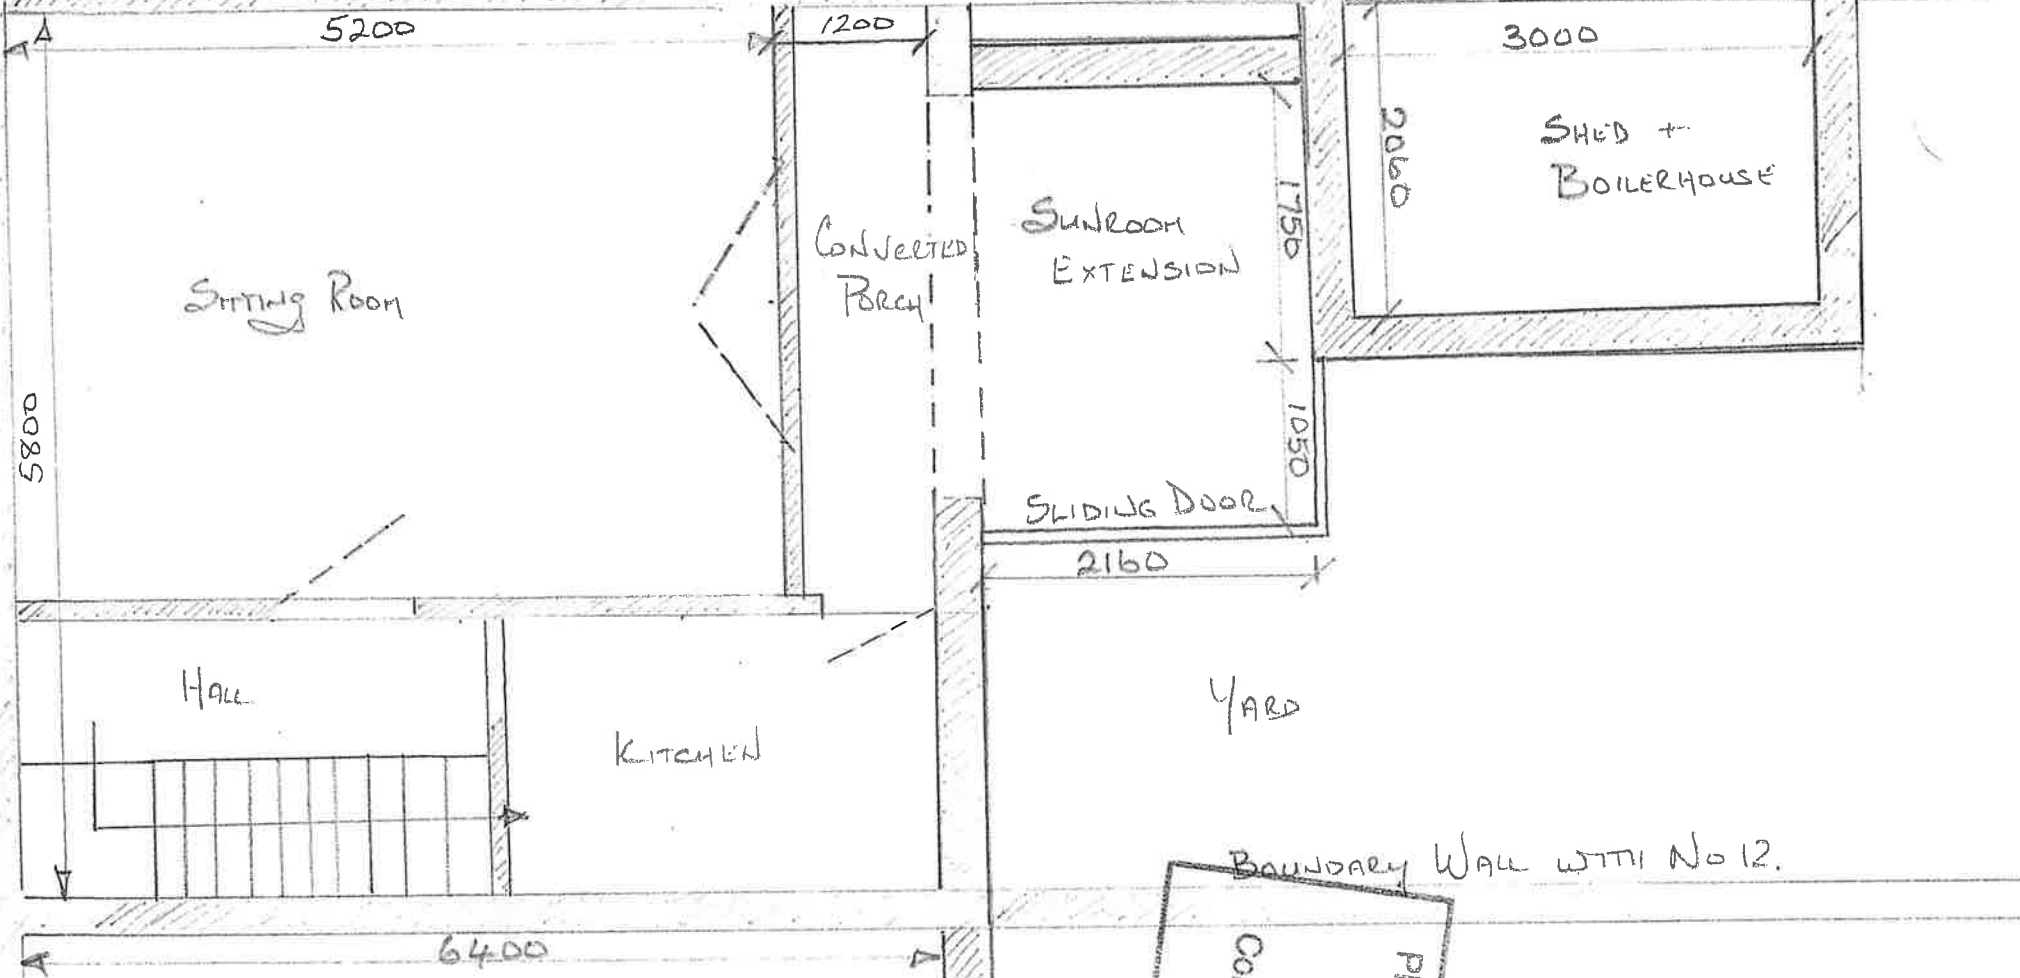 5200
1200
3000
2060
SHED +
BOILERHOUSE
SUNROOM
EXTENSION
1750
CONVERTED
PORCH
SITTING ROOM
5800
1050
SLIDING DOOR
2160
HALL
YARD
KITCHEN
BOUNDARY WALL WITH NO 12.
6400